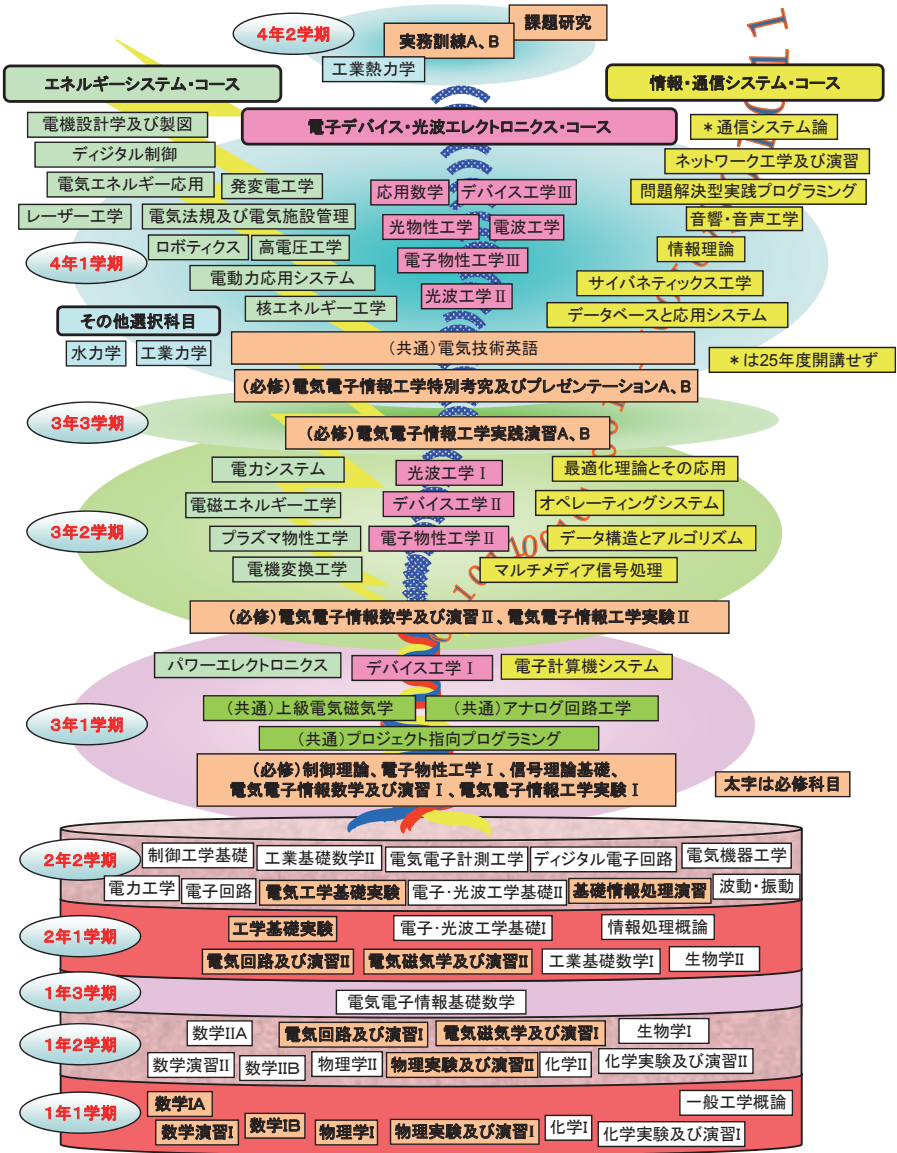 課題研究
4年2学期
実務訓練A、B
工業熱力学
エネルギーシステム・コース
情報・通信システム・コース
電子デバイス・光波エレクトロニクス・コース
電機設計学及び製図
＊通信システム論
ディジタル制御
ネットワーク工学及び演習
電気エネルギー応用
発変電工学
応用数学
デバイス工学Ⅲ
問題解決型実践プログラミング
レーザー工学
電気法規及び電気施設管理
光物性工学
電波工学
音響・音声工学
4年1学期
ロボティクス
高電圧工学
電子物性工学Ⅲ
情報理論
電動力応用システム
光波工学Ⅱ
サイバネティックス工学
核エネルギー工学
データベースと応用システム
その他選択科目
水力学
工業力学
（共通）電気技術英語
＊は25年度開講せず
（必修）電気電子情報工学特別考究及びプレゼンテーションA、B
3年3学期
（必修）電気電子情報工学実践演習A、B
電力システム
光波工学Ⅰ
最適化理論とその応用
3年2学期
電磁エネルギー工学
デバイス工学Ⅱ
オペレーティングシステム
プラズマ物性工学
電子物性工学Ⅱ
データ構造とアルゴリズム
電機変換工学
マルチメディア信号処理
（必修）電気電子情報数学及び演習Ⅱ、電気電子情報工学実験Ⅱ
パワーエレクトロニクス
デバイス工学Ⅰ
電子計算機システム
3年1学期
（共通）上級電気磁気学
（共通）アナログ回路工学
（共通）プロジェクト指向プログラミング
（必修）制御理論、電子物性工学Ⅰ、信号理論基礎、
電気電子情報数学及び演習Ⅰ、電気電子情報工学実験Ⅰ
太字は必修科目
2年2学期
制御工学基礎
工業基礎数学II
電気電子計測工学
ディジタル電子回路
電気機器工学
電力工学
電子回路
電気工学基礎実験
電子・光波工学基礎II
基礎情報処理演習
波動・振動
2年1学期
工学基礎実験
電子・光波工学基礎I
情報処理概論
電気回路及び演習II
電気磁気学及び演習II
工業基礎数学I
生物学II
1年3学期
電気電子情報基礎数学
1年2学期
数学IIA
電気回路及び演習I
電気磁気学及び演習I
生物学I
数学演習II
数学IIB
物理学II
物理実験及び演習II
化学II
化学実験及び演習II
1年1学期
数学IA
一般工学概論
数学演習I
数学IB
物理学I
物理実験及び演習I
化学I
化学実験及び演習I